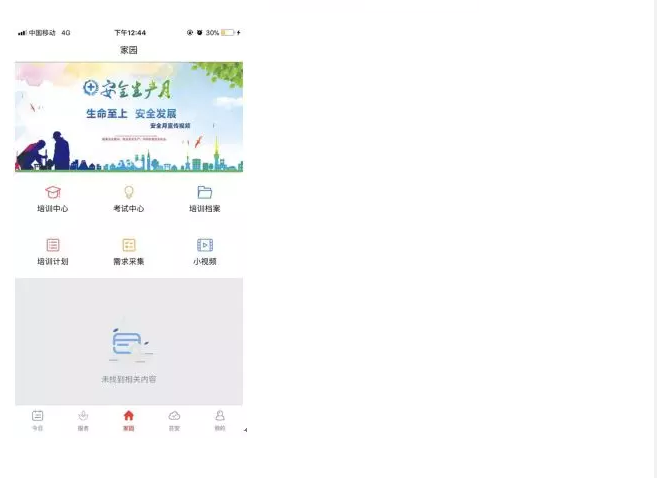 中国移动 4G 下午12:44 30%
家园
安全生产月
生命至上 安全发展
安全月宣传视频
培训中心 考试中心 培训档案
培训计划 需求采集 小视频
未找到相关内容
今日 服务 家园 我的